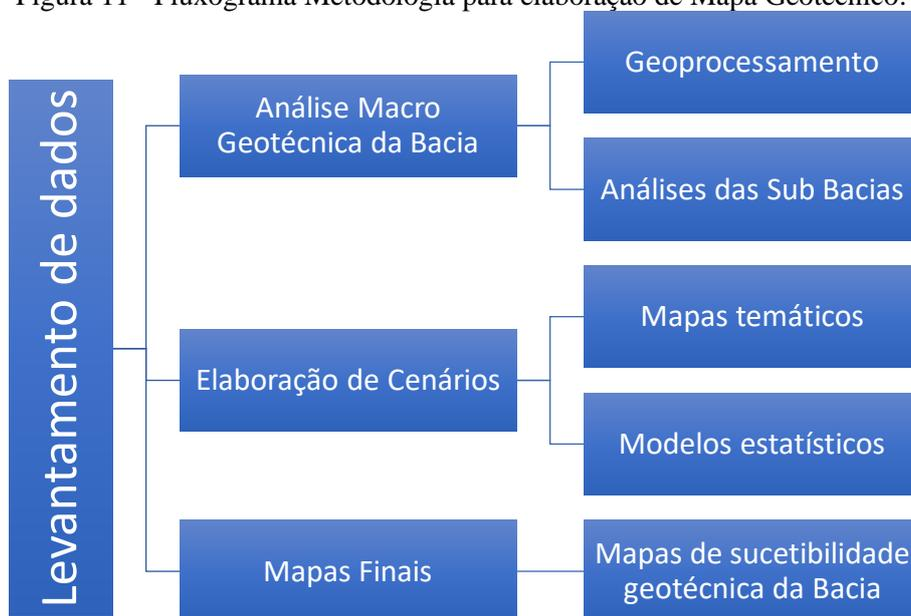 Figura 11 - Fluxograma Metodologia para elaboração de Mapa Geotécnico.
Levantamento de dados
Análise Macro
Geotécnica da Bacia
Geoprocessamento
Análises das Sub Bacias
Elaboração de Cenários
Mapas temáticos
Modelos estatísticos
Mapas Finais
Mapas de sucetibilidade
geotécnica da Bacia